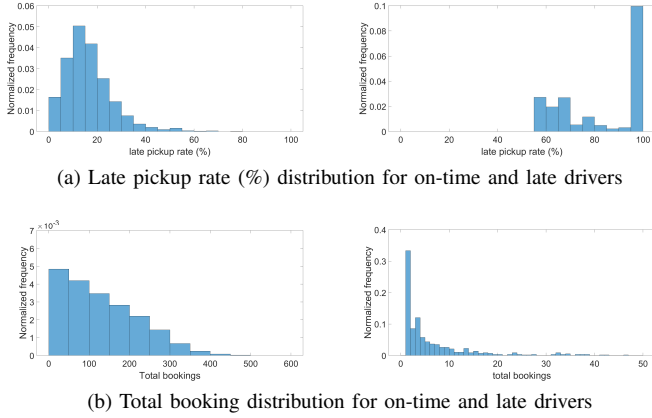 0.06
0.05
0.04
0.03
0.02
0.01
0
Normalized frequency
0 20 40 60 80 100
late pickup rate (%)
0.1
0.08
0.06
0.04
0.02
0
Normalized frequency
0 20 40 60 80 100
late pickup rate (%)
(a) Late pickup rate (%) distribution for on-time and late drivers
× 10⁻³
7
6
5
4
3
2
1
0
Normalized frequency
0 100 200 300 400 500 600
Total bookings
0.4
0.3
0.2
0.1
0
Normalized frequency
0 10 20 30 40 50
total bookings
(b) Total booking distribution for on-time and late drivers